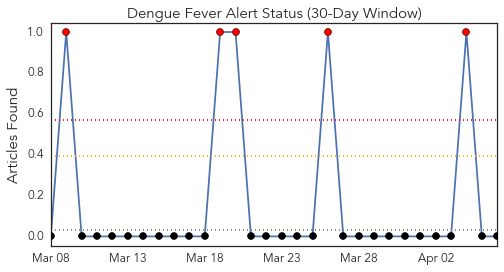 Dengue Fever Alert Status (30-Day Window)
Articles Found
1.0
0.8
0.6
0.4
0.2
0.0
Mar 08 Mar 13 Mar 18 Mar 23 Mar 28 Apr 02